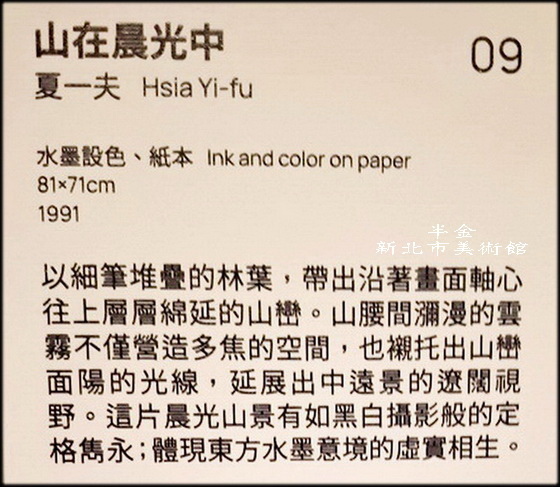 山在晨光中
09
夏一夫 Hsia Yi-fu
水墨設色、紙本 Ink and color on paper
81×71cm
1991
半金
新北市美術館
以細筆堆疊的林葉，帶出沿著畫面軸心
往上層層綿延的山巒。山腰間瀰漫的雲
霧不僅營造多焦的空間，也襯托出山巒
面陽的光線，延展出中遠景的遼闊視
野。這片晨光山景有如黑白攝影般的定
格雋永；體現東方水墨意境的虛實相生。